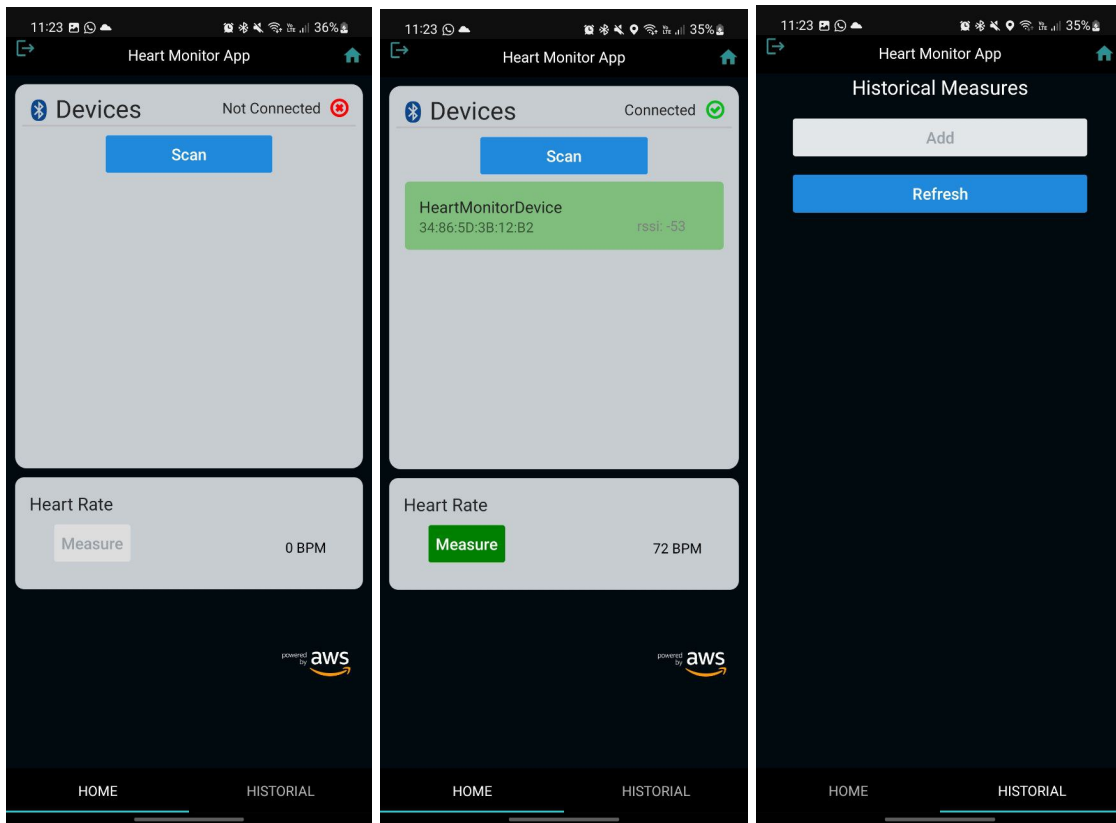 11:23
36%
Heart Monitor App
Devices
Not Connected
Scan
Heart Rate
Measure
0 BPM
powered
by
aws
HOME
HISTORIAL
11:23
35%
Heart Monitor App
Devices
Connected
Scan
HeartMonitorDevice
34:86:5D:3B:12:B2
rssi: -53
Heart Rate
Measure
72 BPM
powered
by
aws
HOME
HISTORIAL
11:23
35%
Heart Monitor App
Historical Measures
Add
Refresh
HOME
HISTORIAL